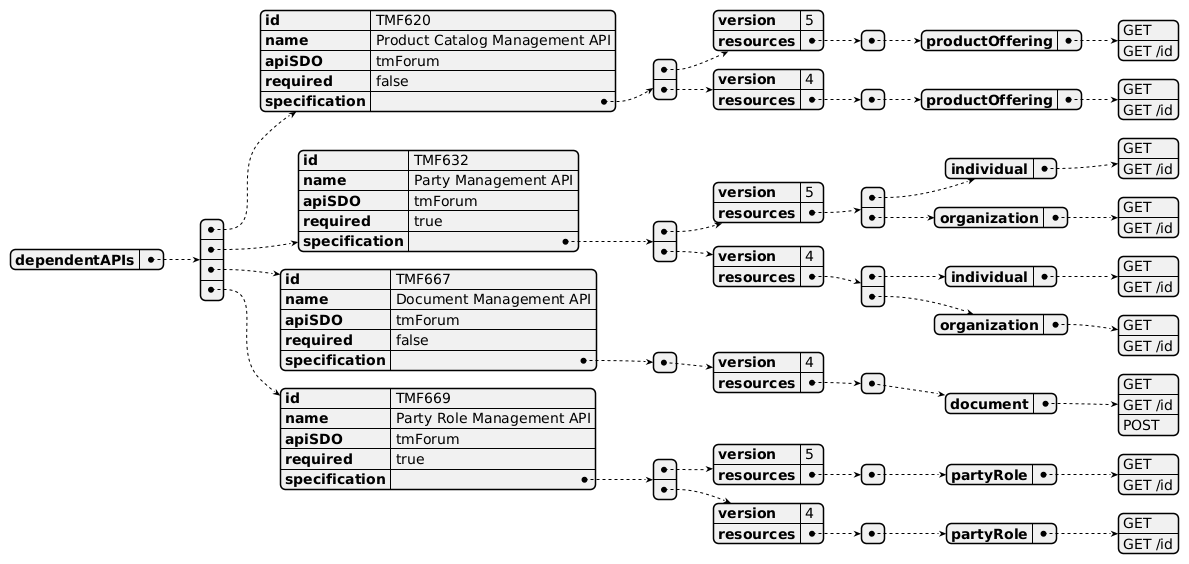 dependentAPIs
id TMF620
name Product Catalog Management API
apiSDO tmForum
required false
specification
version 5
resources
productOffering
GET
GET /id
version 4
resources
productOffering
GET
GET /id
id TMF632
name Party Management API
apiSDO tmForum
required true
specification
version 5
resources
individual
GET
GET /id
organization
GET
GET /id
version 4
resources
individual
GET
GET /id
organization
GET
GET /id
id TMF667
name Document Management API
apiSDO tmForum
required false
specification
version 4
resources
document
GET
GET /id
POST
id TMF669
name Party Role Management API
apiSDO tmForum
required true
specification
version 5
resources
partyRole
GET
GET /id
version 4
resources
partyRole
GET
GET /id